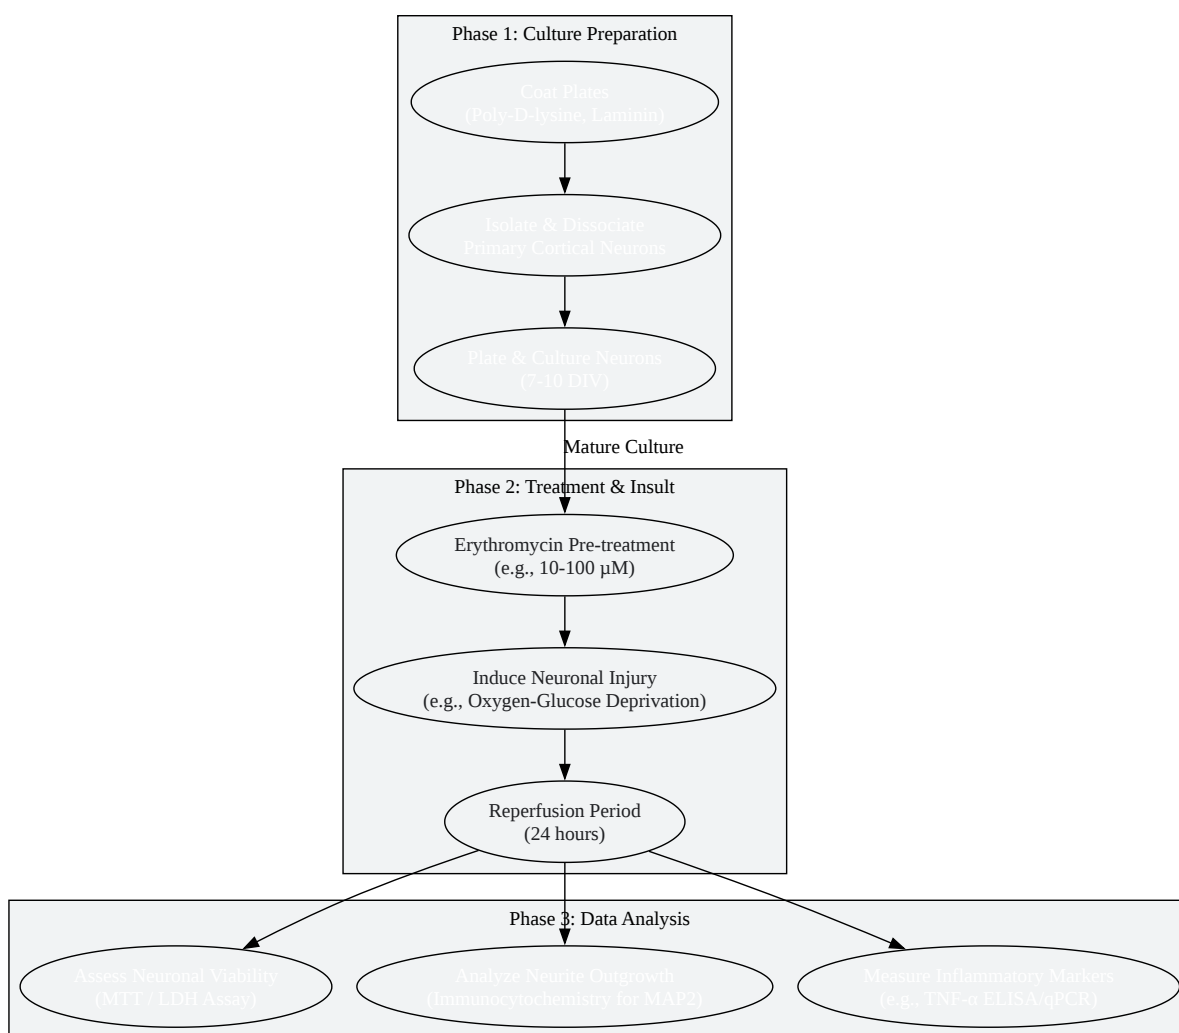 Phase 1: Culture Preparation
Coat Plates
(Poly-D-lysine, Laminin)
Isolate & Dissociate
Primary Cortical Neurons
Plate & Culture Neurons
(7-10 DIV)
Mature Culture
Phase 2: Treatment & Insult
Erythromycin Pre-treatment
(e.g., 10-100 µM)
Induce Neuronal Injury
(e.g., Oxygen-Glucose Deprivation)
Reperfusion Period
(24 hours)
Phase 3: Data Analysis
Assess Neuronal Viability
(MTT / LDH Assay)
Analyze Neurite Outgrowth
(Immunocytochemistry for MAP2)
Measure Inflammatory Markers
(e.g., TNF-α ELISA/qPCR)